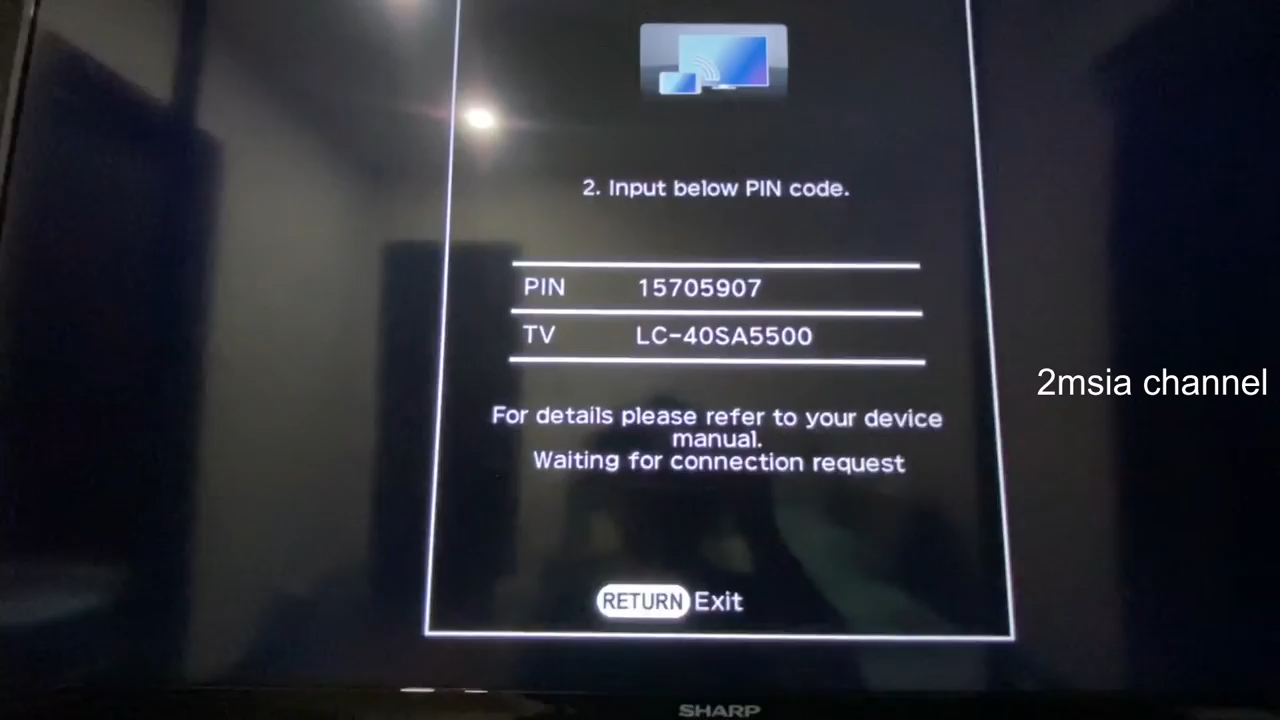 2. Input below PIN code.
PIN 15705907
TV LC-40SA5500
For details please refer to your device
manual.
Waiting for connection request
RETURN Exit
2msia channel
SHARP